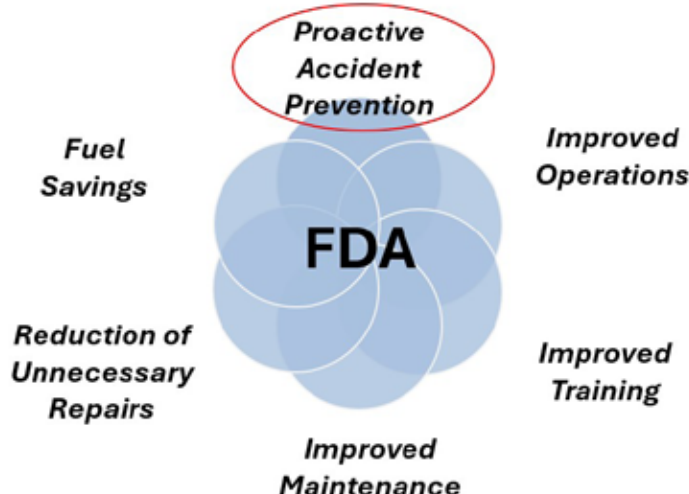 Proactive
Accident
Prevention
Improved
Operations
Improved
Training
Improved
Maintenance
Reduction of
Unnecessary
Repairs
Fuel
Savings
FDA